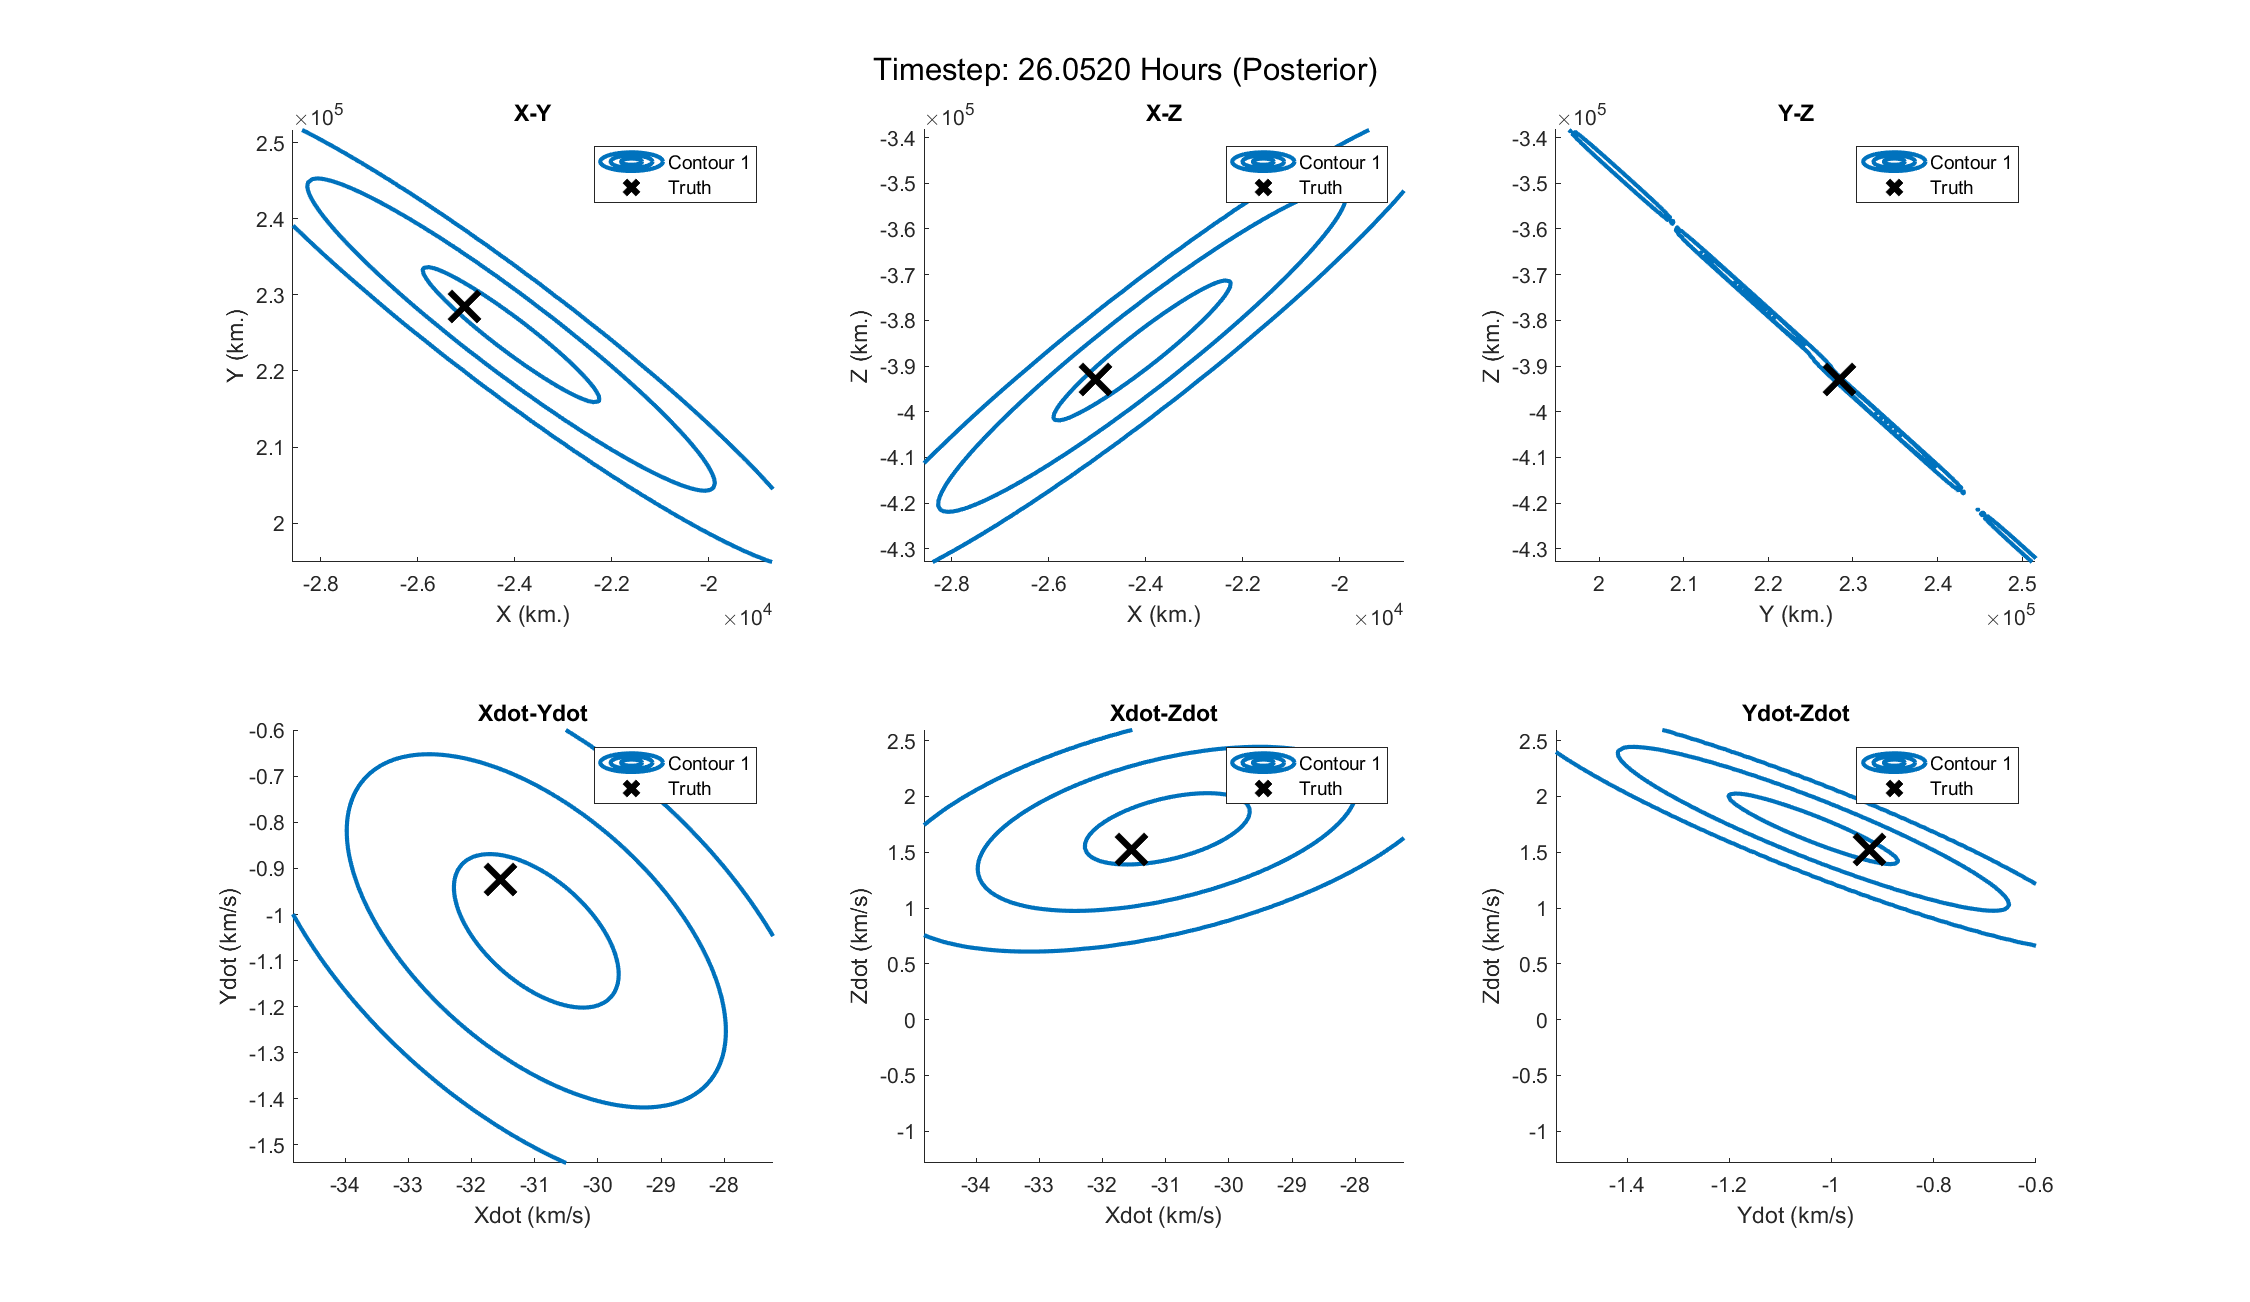 Timestep: 26.0520 Hours (Posterior)
X-Y
×10^5
2.5
2.4
2.3
2.2
2.1
2
Y (km.)
-2.8 -2.6 -2.4 -2.2 -2
X (km.)
×10^4
Contour 1
Truth
X-Z
×10^5
-3.4
-3.5
-3.6
-3.7
-3.8
-3.9
-4
-4.1
-4.2
-4.3
Z (km.)
-2.8 -2.6 -2.4 -2.2 -2
X (km.)
×10^4
Contour 1
Truth
Y-Z
×10^5
-3.4
-3.5
-3.6
-3.7
-3.8
-3.9
-4
-4.1
-4.2
-4.3
Z (km.)
2 2.1 2.2 2.3 2.4 2.5
Y (km.)
×10^5
Contour 1
Truth
Xdot-Ydot
-0.6
-0.7
-0.8
-0.9
-1
-1.1
-1.2
-1.3
-1.4
-1.5
Ydot (km/s)
-34 -33 -32 -31 -30 -29 -28
Xdot (km/s)
Contour 1
Truth
Xdot-Zdot
2.5
2
1.5
1
0.5
0
-0.5
-1
Zdot (km/s)
-34 -33 -32 -31 -30 -29 -28
Xdot (km/s)
Contour 1
Truth
Ydot-Zdot
2.5
2
1.5
1
0.5
0
-0.5
-1
Zdot (km/s)
-1.4 -1.2 -1 -0.8 -0.6
Ydot (km/s)
Contour 1
Truth